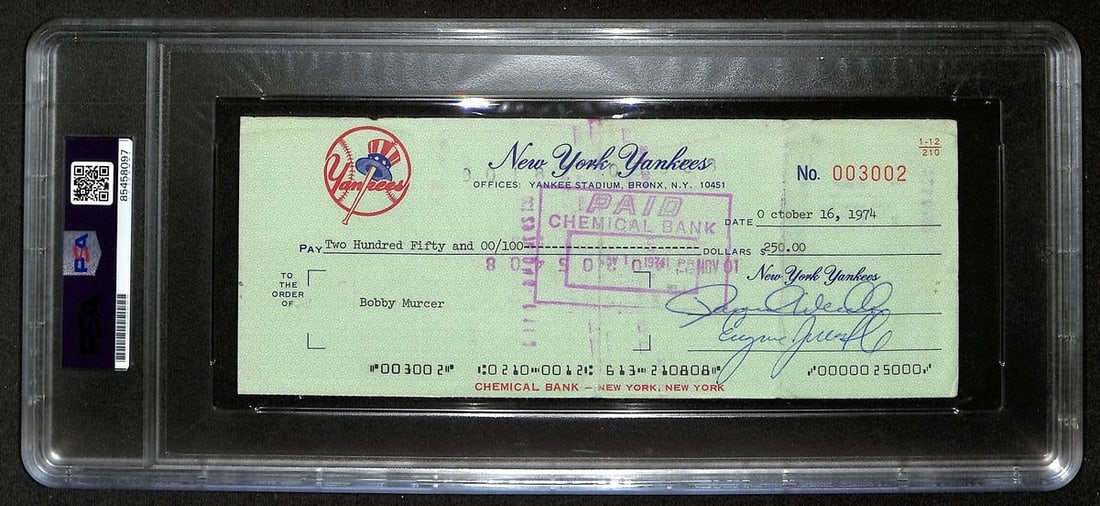 Yankees
New York Yankees
OFFICES: YANKEE STADIUM, BRONX, N.Y. 10451
1-12
210
No. 003002
PAID
CHEMICAL BANK
DATE O ctober 16, 1974
PAY Two Hundred Fifty and 00/100 DOLLARS $250.00
TO
THE
ORDER
OF
Bobby Murcer
New York Yankees
⑈003002⑈ ⑆0210⑉0012⑆ 613⑉210808⑈ ⑈0000025000⑈
CHEMICAL BANK – NEW YORK, NEW YORK
85458097
PSA
PSA